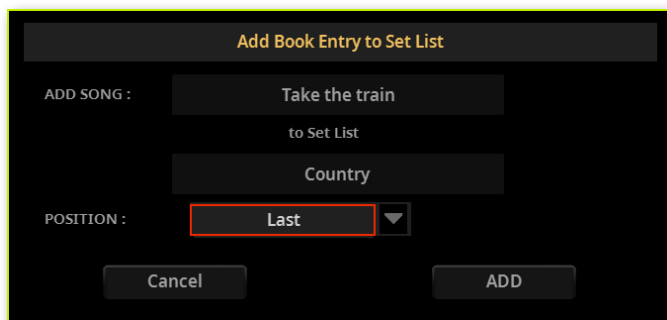 Add Book Entry to Set List
ADD SONG : Take the train
to Set List
Country
POSITION : Last
Cancel ADD